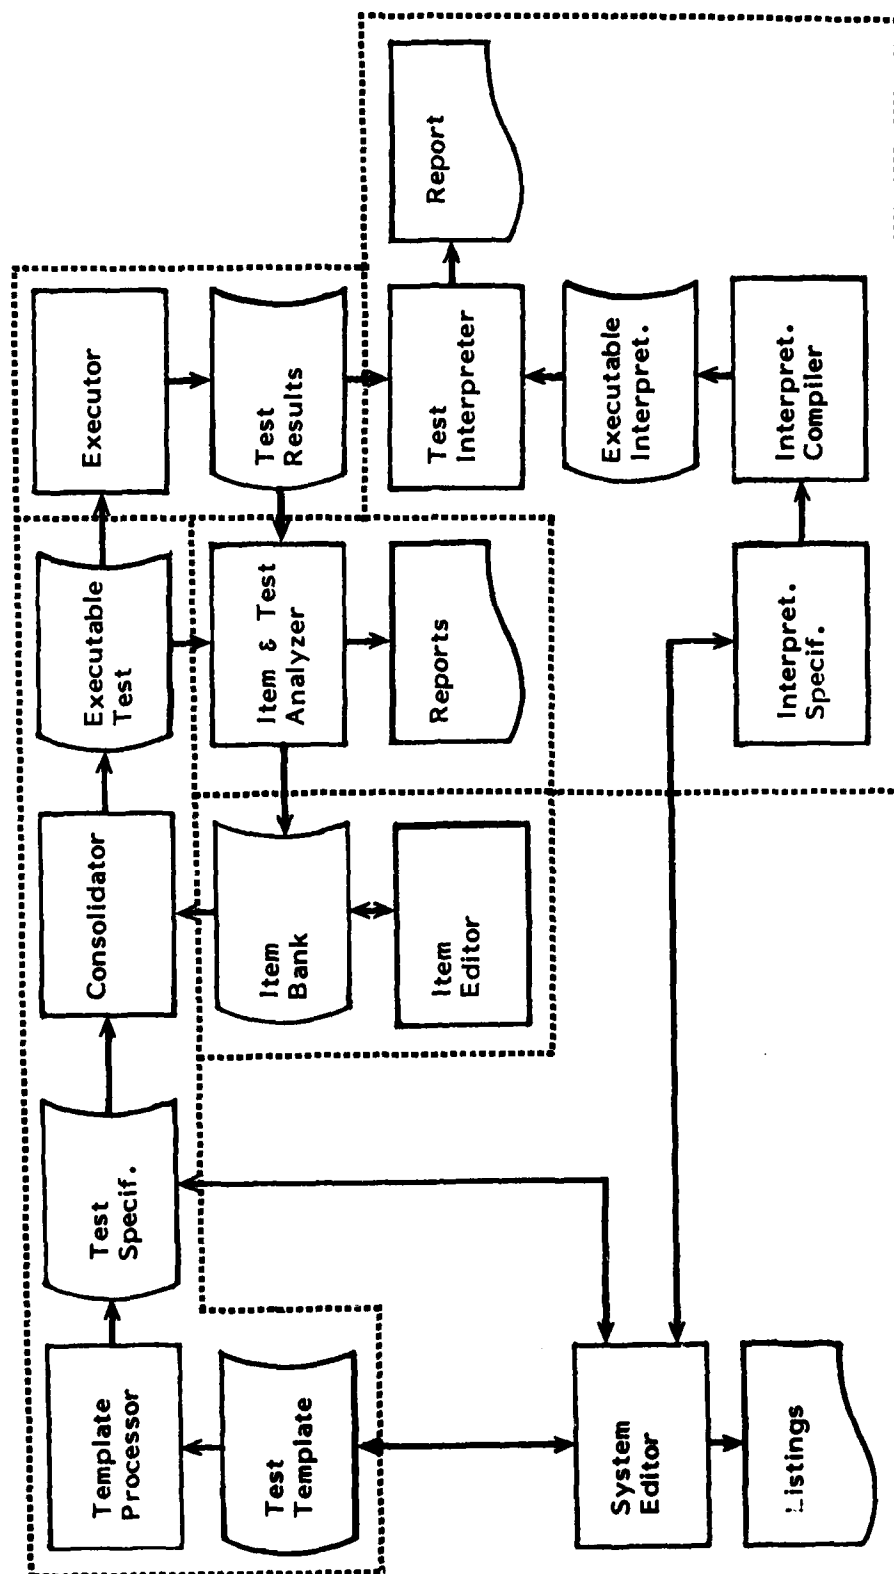 Template
Processor
Test
Specif.
Consolidator
Executable
Test
Executor
Test
Template
Item
Bank
Item & Test
Analyzer
Test
Results
Item
Editor
Reports
Test
Interpreter
Report
System
Editor
Executable
Interpret.
Listings
Interpret.
Specif.
Interpret.
Compiler